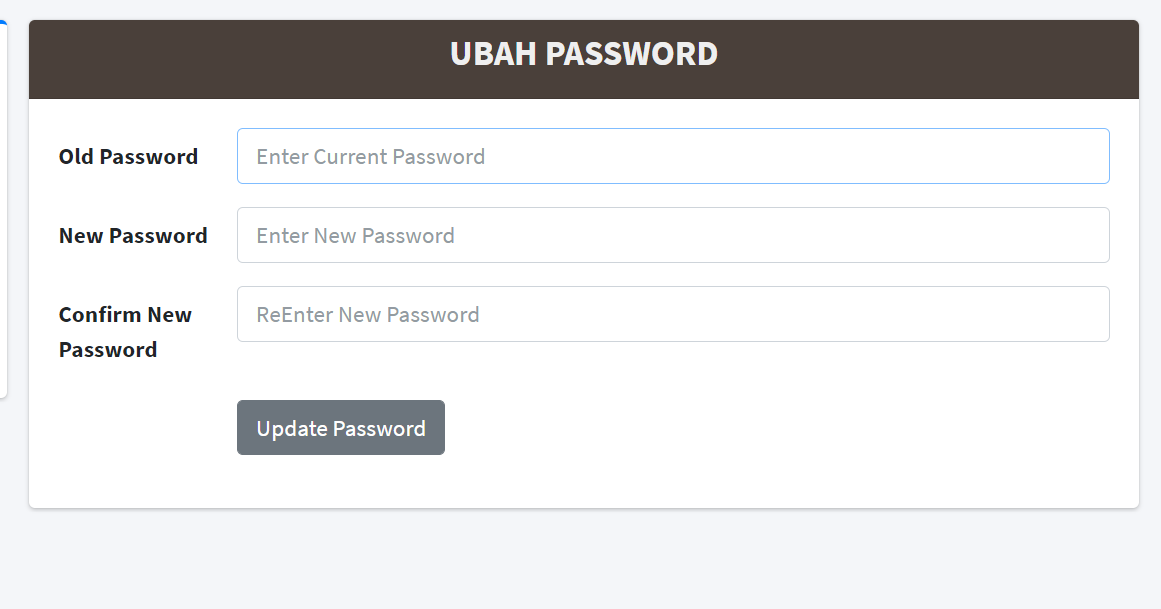 UBAH PASSWORD
Old Password
Enter Current Password
New Password
Enter New Password
Confirm New
Password
ReEnter New Password
Update Password